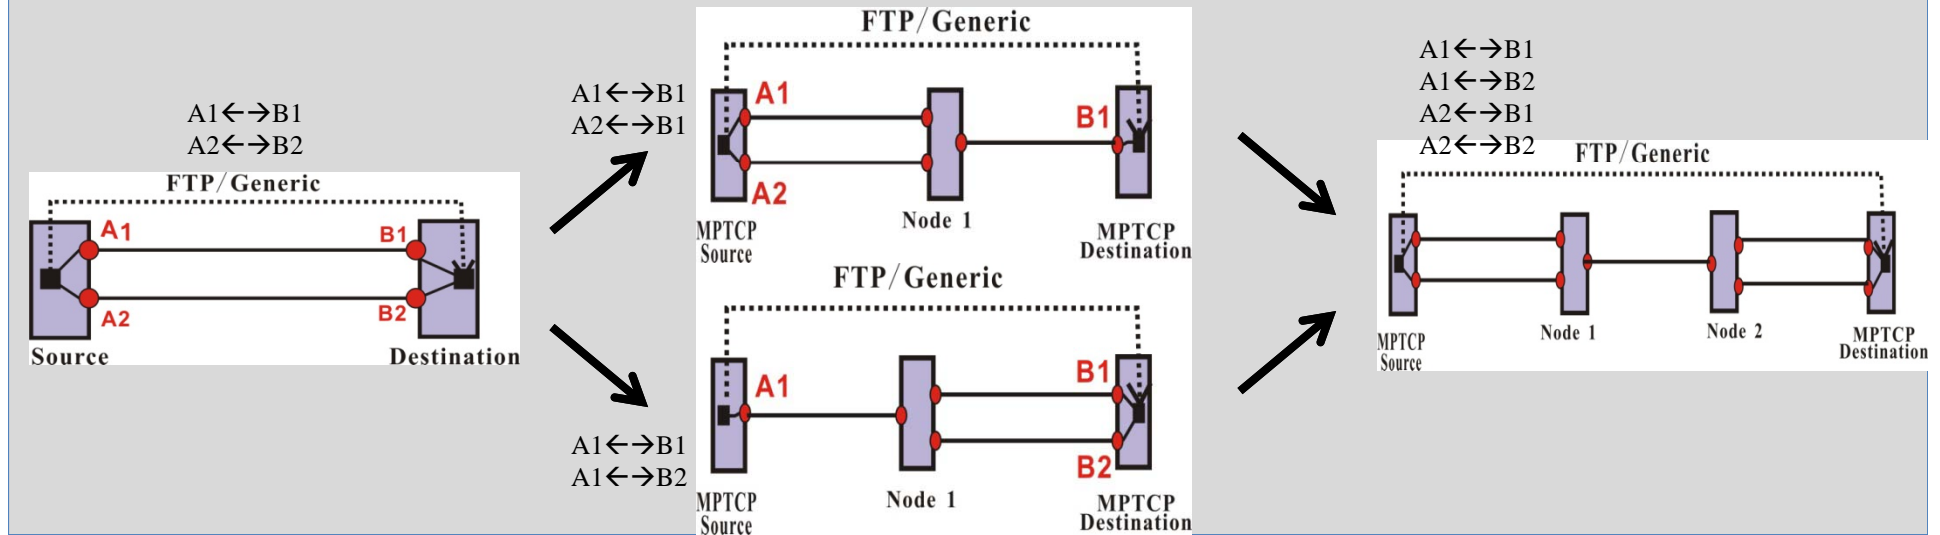 A1←→B1
A2←→B2
FTP/Generic
A1
B1
A2
B2
Source
Destination
A1←→B1
A2←→B1
FTP/Generic
A1
B1
A2
Node 1
MPTCP
Source
MPTCP
Destination
A1←→B1
A1←→B2
FTP/Generic
A1
B1
B2
Node 1
MPTCP
Source
MPTCP
Destination
A1←→B1
A1←→B2
A2←→B1
A2←→B2
FTP/Generic
Node 1
Node 2
MPTCP
Source
MPTCP
Destination